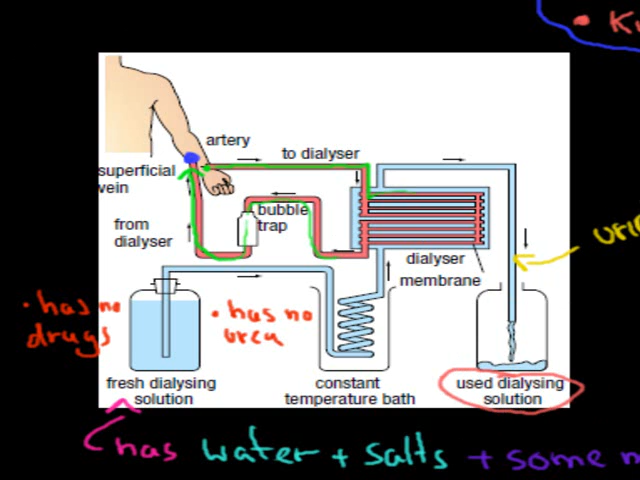 artery
to dialyser
superficial
vein
bubble
trap
from
dialyser
dialyser
membrane
• has no
drugs
• has no
urea
fresh dialysing
solution
constant
temperature bath
used dialysing
solution
has water + salts + some